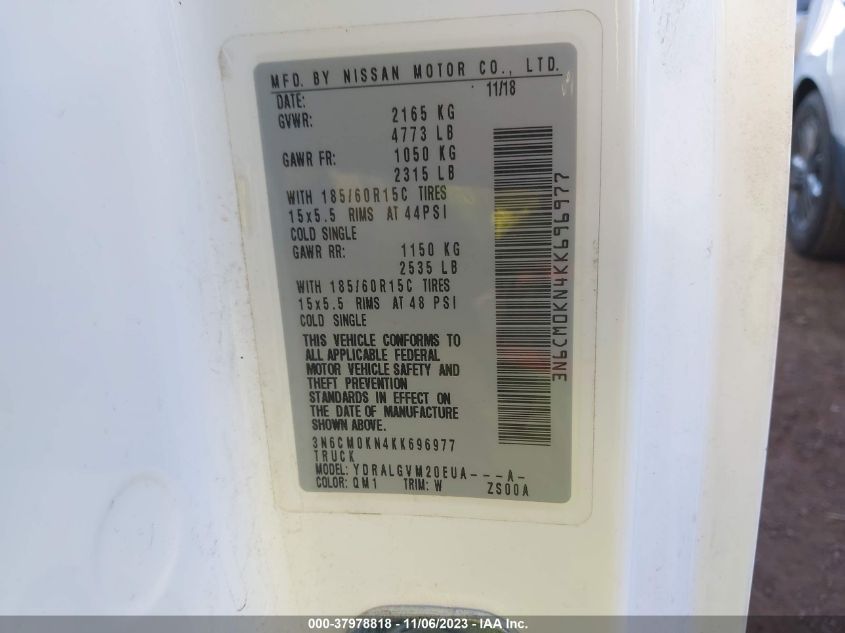 MFD. BY NISSAN MOTOR CO., LTD.
DATE: 11/18
GVWR: 2165 KG
4773 LB
GAWR FR: 1050 KG
2315 LB
WITH 185/60R15C TIRES
15x5.5 RIMS AT 44PSI
COLD SINGLE
GAWR RR: 1150 KG
2535 LB
WITH 185/60R15C TIRES
15x5.5 RIMS AT 48 PSI
COLD SINGLE
THIS VEHICLE CONFORMS TO
ALL APPLICABLE FEDERAL
MOTOR VEHICLE SAFETY AND
THEFT PREVENTION
STANDARDS IN EFFECT ON
THE DATE OF MANUFACTURE
SHOWN ABOVE.
3N6CM0KN4KK696977
TRUCK
MODEL: YDRALGVM20EUA---A-
COLOR: QM1 TRIM: W ZS00A
3N6CM0KN4KK696977
000-37978818 - 11/06/2023 - IAA Inc.